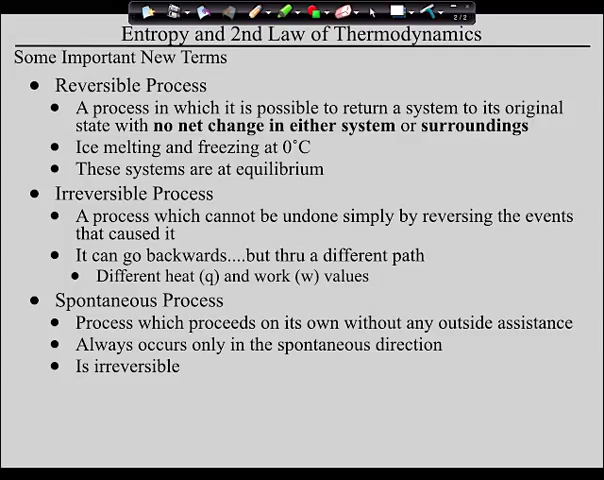 2/2
Entropy and 2nd Law of Thermodynamics
Some Important New Terms
• Reversible Process
• A process in which it is possible to return a system to its original
state with no net change in either system or surroundings
• Ice melting and freezing at 0˚C
• These systems are at equilibrium
• Irreversible Process
• A process which cannot be undone simply by reversing the events
that caused it
• It can go backwards....but thru a different path
• Different heat (q) and work (w) values
• Spontaneous Process
• Process which proceeds on its own without any outside assistance
• Always occurs only in the spontaneous direction
• Is irreversible